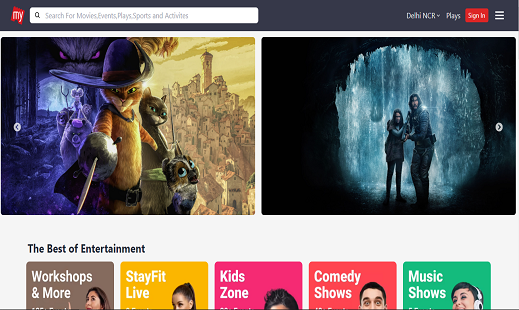 my
Search For Movies,Events,Plays,Sports and Activites
Delhi NCR
Plays
Sign In
The Best of Entertainment
Workshops
& More
StayFit
Live
Kids
Zone
Comedy
Shows
Music
Shows